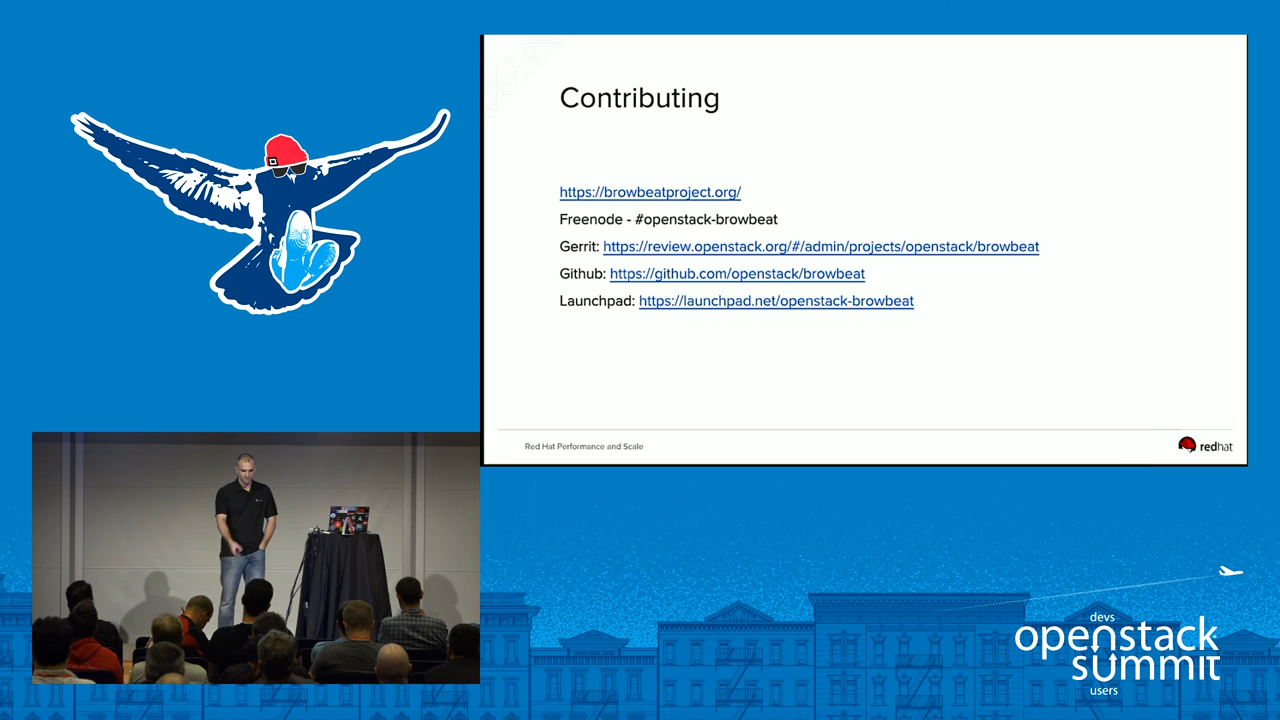 Contributing
https://browbeatproject.org/
Freenode - #openstack-browbeat
Gerrit: https://review.openstack.org/#/admin/projects/openstack/browbeat
Github: https://github.com/openstack/browbeat
Launchpad: https://launchpad.net/openstack-browbeat
Red Hat Performance and Scale
redhat
devs
openstack
summit
users